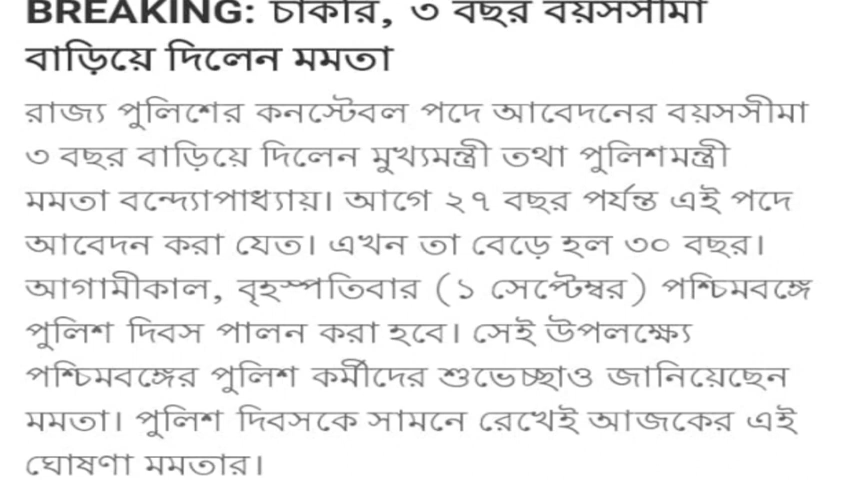 BREAKING: চাকরি, ৩ বছর বয়সসীমা
বাড়িয়ে দিলেন মমতা
রাজ্য পুলিশের কনস্টেবল পদে আবেদনের বয়সসীমা
৩ বছর বাড়িয়ে দিলেন মুখ্যমন্ত্রী তথা পুলিশমন্ত্রী
মমতা বন্দ্যোপাধ্যায়। আগে ২৭ বছর পর্যন্ত এই পদে
আবেদন করা যেত। এখন তা বেড়ে হল ৩০ বছর।
আগামীকাল, বৃহস্পতিবার (১ সেপ্টেম্বর) পশ্চিমবঙ্গে
পুলিশ দিবস পালন করা হবে। সেই উপলক্ষ্যে
পশ্চিমবঙ্গের পুলিশ কর্মীদের শুভেচ্ছাও জানিয়েছেন
মমতা। পুলিশ দিবসকে সামনে রেখেই আজকের এই
ঘোষণা মমতার।